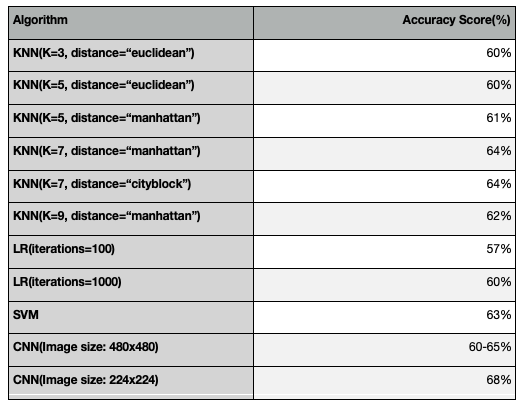 Algorithm Accuracy Score(%)
KNN(K=3, distance=“euclidean”) 60%
KNN(K=5, distance=“euclidean”) 60%
KNN(K=5, distance=“manhattan”) 61%
KNN(K=7, distance=“manhattan”) 64%
KNN(K=7, distance=“cityblock”) 64%
KNN(K=9, distance=“manhattan”) 62%
LR(iterations=100) 57%
LR(iterations=1000) 60%
SVM 63%
CNN(Image size: 480x480) 60-65%
CNN(Image size: 224x224) 68%